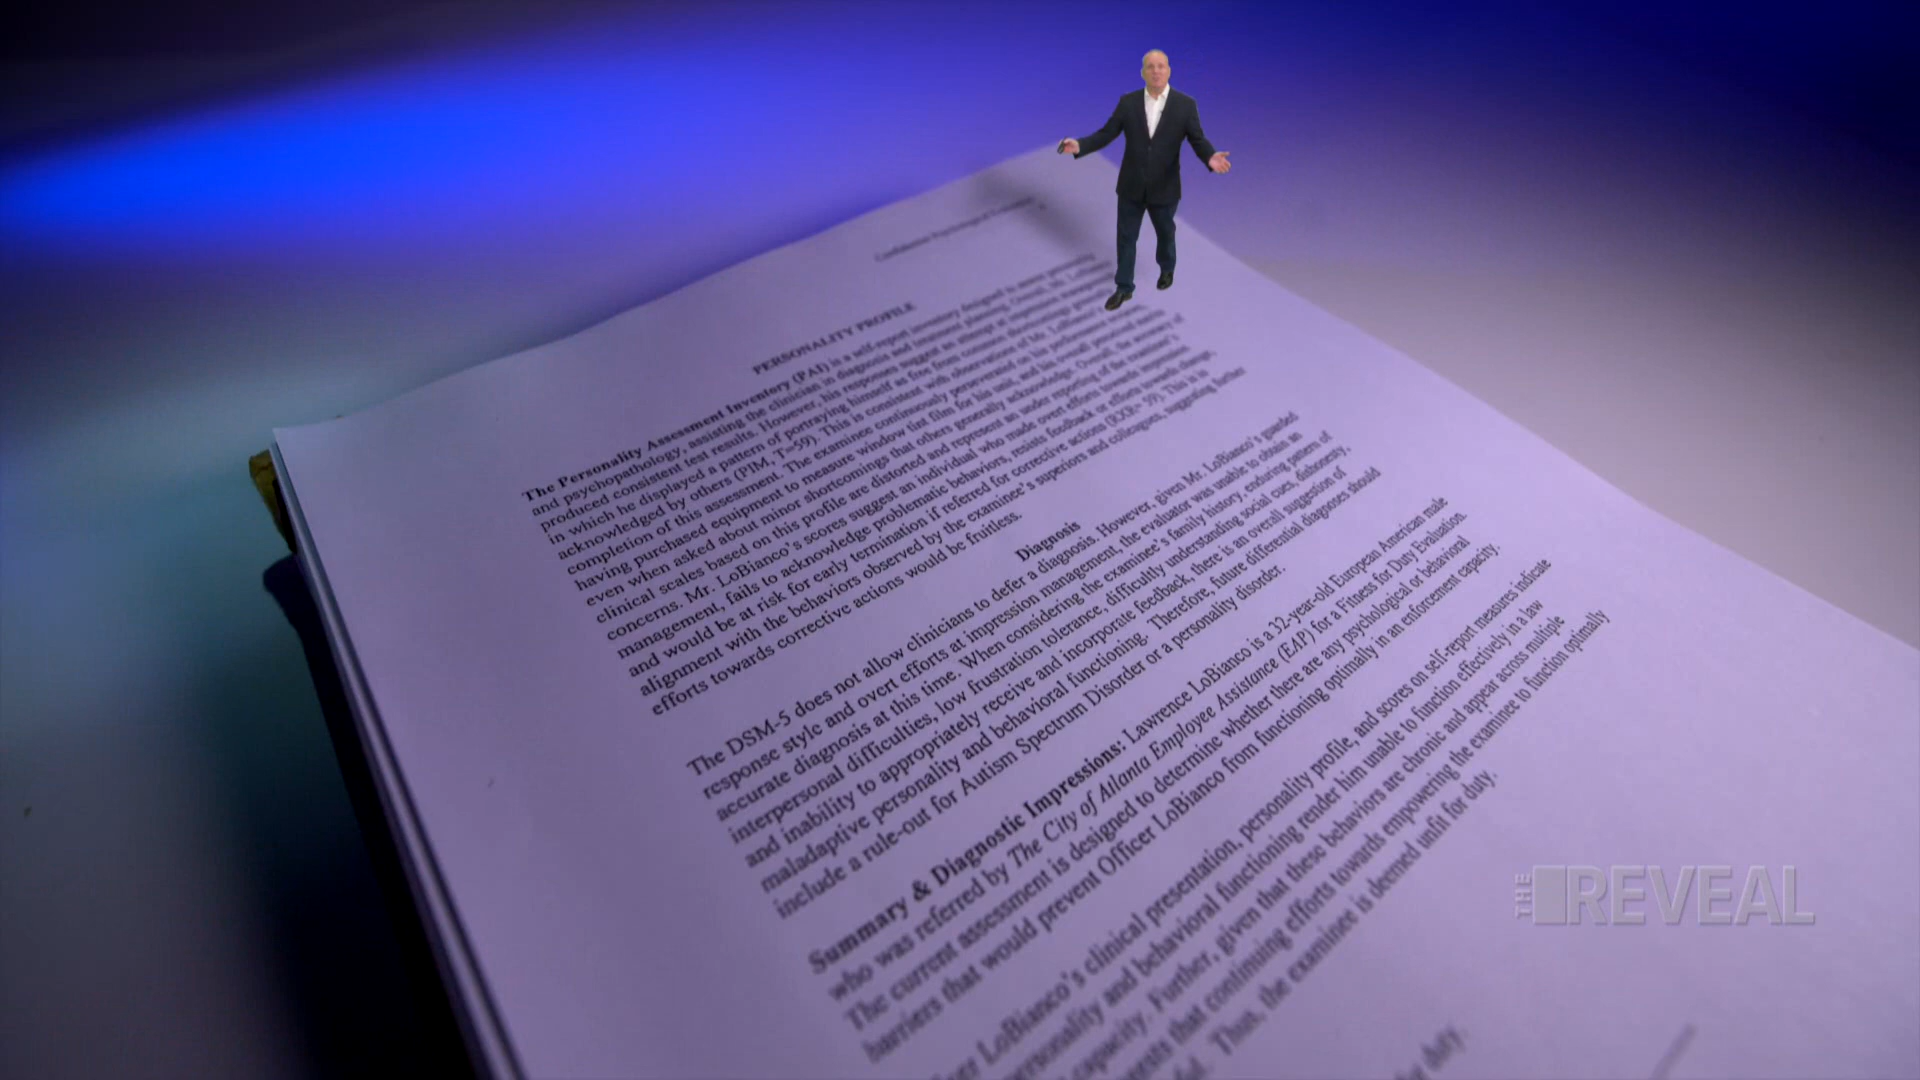 Confidential Psychological
PERSONALITY PROFILE
The Personality Assessment Inventory (PAI) is a self-report inventory designed to assess personality
and psychopathology, assisting the clinician in diagnosis and treatment planning. Overall, Mr. LoBianco
produced consistent test results. However, his responses suggest an attempt at impression management
in which he displayed a pattern of portraying himself as free from common shortcomings generally
acknowledged by others (PIM, T=59). This is consistent with observations of Mr. LoBianco's
completion of this assessment. The examinee continuously perseverated on his performance
having purchased equipment to measure window tint film for his unit, and his overall
even when asked about minor shortcomings that others generally acknowledge. Overall, the accuracy of
clinical scales based on this profile are distorted and represent an under reporting of the examinee's
concerns. Mr. LoBianco's scores suggest an individual who made overt efforts towards impression
management, fails to acknowledge problematic behaviors, resists feedback or efforts towards change,
and would be at risk for early termination if referred for corrective actions (RXR= 59). This is in
alignment with the behaviors observed by the examinee's superiors and colleagues, suggesting further
efforts towards corrective actions would be fruitless.
Diagnosis
The DSM-5 does not allow clinicians to defer a diagnosis. However, given Mr. LoBianco's guarded
response style and overt efforts at impression management, the evaluator was unable to obtain an
accurate diagnosis at this time. When considering the examinee's family history, enduring pattern of
interpersonal difficulties, low frustration tolerance, difficulty understanding social cues, dishonesty,
and inability to appropriately receive and incorporate feedback, there is an overall suggestion of
maladaptive personality and behavioral functioning. Therefore, future differential diagnoses should
include a rule-out for Autism Spectrum Disorder or a personality disorder.
Summary & Diagnostic Impressions: Lawrence LoBianco is a 32-year-old European American male
who was referred by The City of Atlanta Employee Assistance (EAP) for a Fitness for Duty Evaluation.
The current assessment is designed to determine whether there are any psychological or behavioral
barriers that would prevent Officer LoBianco from functioning optimally in an enforcement capacity.
LoBianco's clinical presentation, personality profile, and scores on self-report measures indicate
personality and behavioral functioning render him unable to function effectively in a law
capacity. Further, given that these behaviors are chronic and appear across multiple
that continuing efforts towards empowering the examinee to function optimally
Thus, the examinee is deemed unfit for duty.
duty.
THE REVEAL